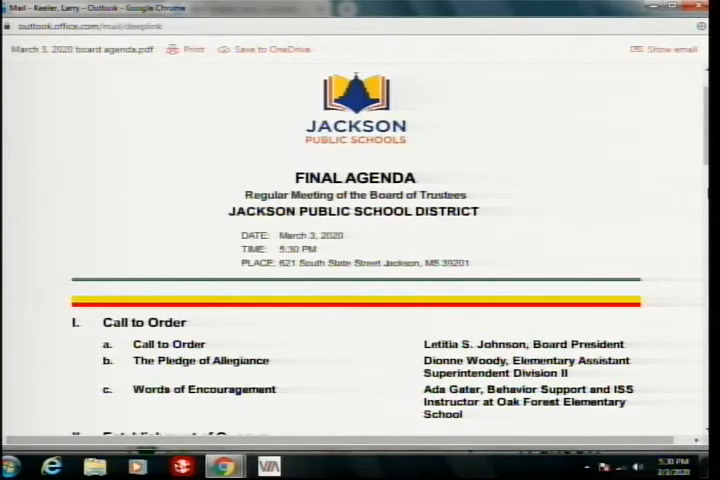 Mail - Keeler, Larry - Outlook - Google Chrome
outlook.office.com/mail/deeplink
March 3, 2020 board agenda.pdf Print Save to OneDrive Show email
JACKSON
PUBLIC SCHOOLS
FINAL AGENDA
Regular Meeting of the Board of Trustees
JACKSON PUBLIC SCHOOL DISTRICT
DATE: March 3, 2020
TIME: 5:30 PM
PLACE: 621 South State Street Jackson, MS 39201
I. Call to Order
a. Call to Order Letitia S. Johnson, Board President
b. The Pledge of Allegiance Dionne Woody, Elementary Assistant
Superintendent Division II
c. Words of Encouragement Ada Gater, Behavior Support and ISS
Instructor at Oak Forest Elementary
School
VIA
5:30 PM
3/3/2020